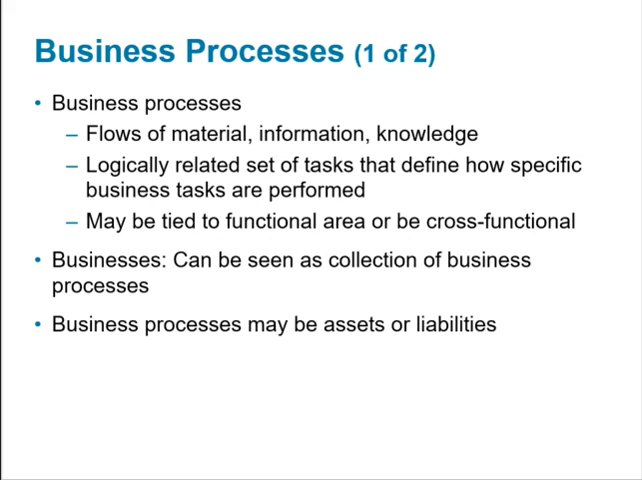 Business Processes (1 of 2)
• Business processes
– Flows of material, information, knowledge
– Logically related set of tasks that define how specific
business tasks are performed
– May be tied to functional area or be cross-functional
• Businesses: Can be seen as collection of business
processes
• Business processes may be assets or liabilities